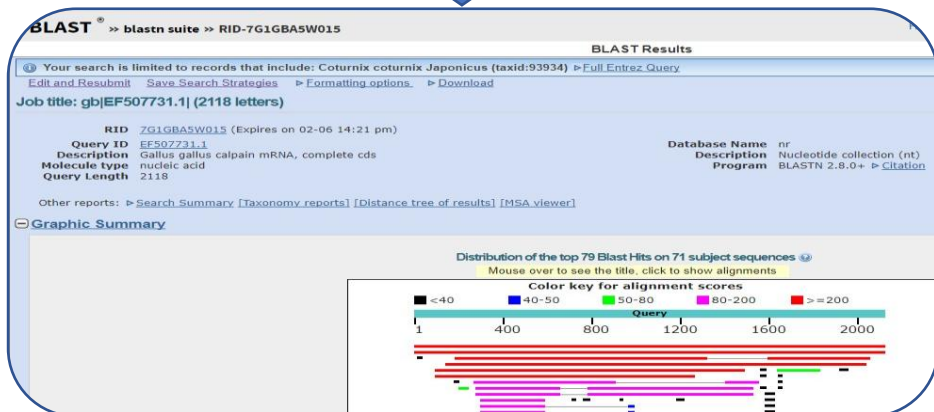 BLAST ® » blastn suite » RID-7G1GBA5W015
BLAST Results
Your search is limited to records that include: Coturnix coturnix Japonicus (taxid:93934) Full Entrez Query
Edit and Resubmit Save Search Strategies Formatting options Download
Job title: gb|EF507731.1| (2118 letters)
RID 7G1GBA5W015 (Expires on 02-06 14:21 pm)
Query ID EF507731.1
Description Gallus gallus calpain mRNA, complete cds
Molecule type nucleic acid
Query Length 2118
Database Name nr
Description Nucleotide collection (nt)
Program BLASTN 2.8.0+ Citation
Other reports: Search Summary [Taxonomy reports] [Distance tree of results] [MSA viewer]
Graphic Summary
Distribution of the top 79 Blast Hits on 71 subject sequences
Mouse over to see the title, click to show alignments
Color key for alignment scores
<40 40-50 50-80 80-200 >=200
Query
1 400 800 1200 1600 2000